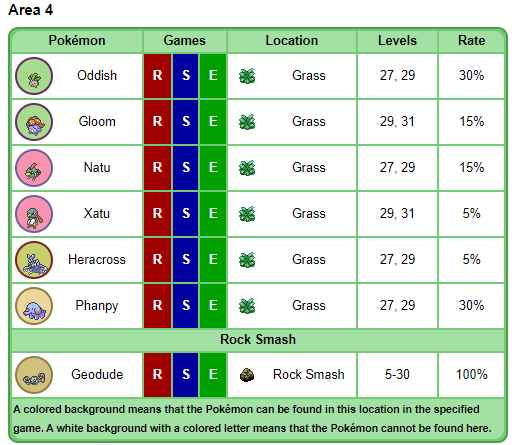 Area 4
Pokémon Games Location Levels Rate
Oddish R S E Grass 27, 29 30%
Gloom R S E Grass 29, 31 15%
Natu R S E Grass 27, 29 15%
Xatu R S E Grass 29, 31 5%
Heracross R S E Grass 27, 29 5%
Phanpy R S E Grass 27, 29 30%
Rock Smash
Geodude R S E Rock Smash 5-30 100%
A colored background means that the Pokémon can be found in this location in the specified
game. A white background with a colored letter means that the Pokémon cannot be found here.